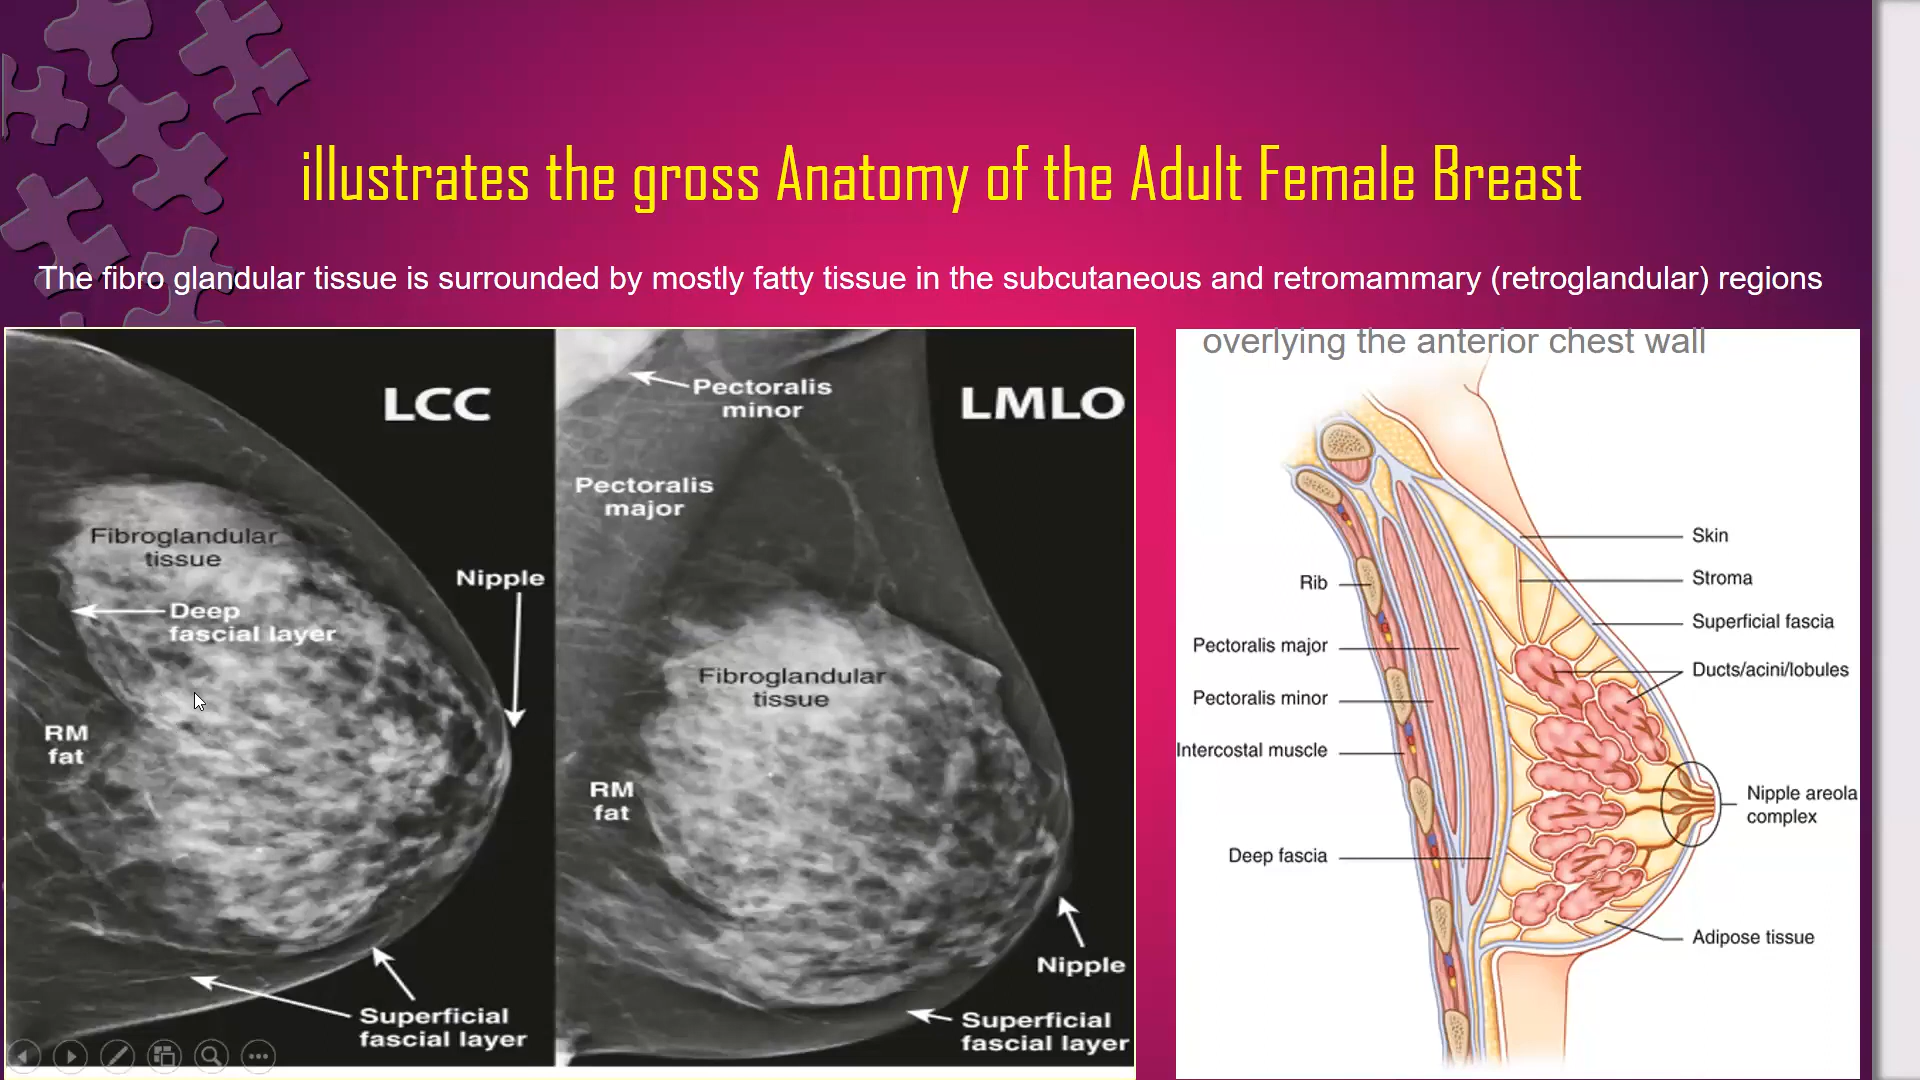 illustrates the gross Anatomy of the Adult Female Breast
The fibro glandular tissue is surrounded by mostly fatty tissue in the subcutaneous and retromammary (retroglandular) regions
overlying the anterior chest wall
LCC
Fibroglandular
tissue
Nipple
Deep
fascial layer
RM
fat
Superficial
fascial layer
Pectoralis
minor
LMLO
Pectoralis
major
Fibroglandular
tissue
RM
fat
Nipple
Superficial
fascial layer
Skin
Stroma
Rib
Superficial fascia
Pectoralis major
Ducts/acini/lobules
Pectoralis minor
Intercostal muscle
Nipple areola
complex
Deep fascia
Adipose tissue